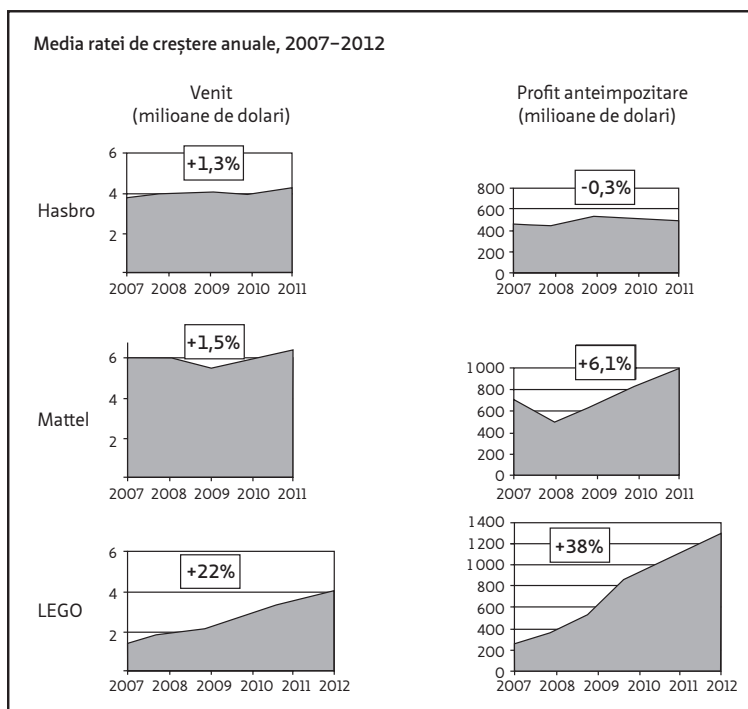 Media ratei de creștere anuale, 2007–2012
Venit
(milioane de dolari)
Profit anteimpozitare
(milioane de dolari)
Hasbro
6
4
2
+1,3%
2007 2008 2009 2010 2011
800
600
400
200
0
-0,3%
2007 2008 2009 2010 2011
Mattel
6
4
2
+1,5%
2007 2008 2009 2010 2011
1 000
800
600
400
200
0
+6,1%
2007 2008 2009 2010 2011
LEGO
6
4
2
+22%
2007 2008 2009 2010 2011 2012
1 400
1 200
1 000
800
600
400
200
0
+38%
2007 2008 2009 2010 2011 2012